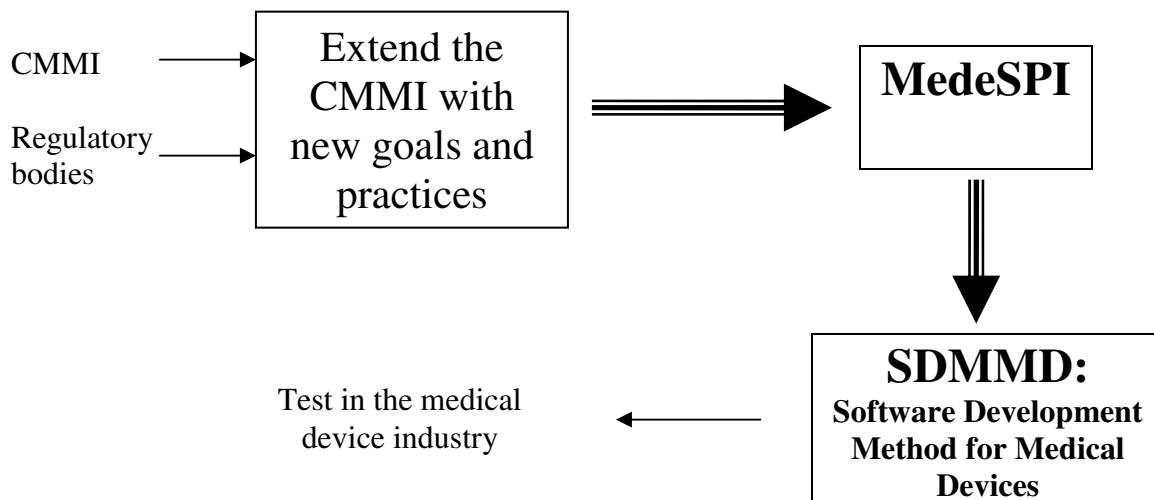 CMMI
Regulatory
bodies
Extend the
CMMI with
new goals and
practices
MedeSPI
SDMMD:
Software Development
Method for Medical
Devices
Test in the medical
device industry